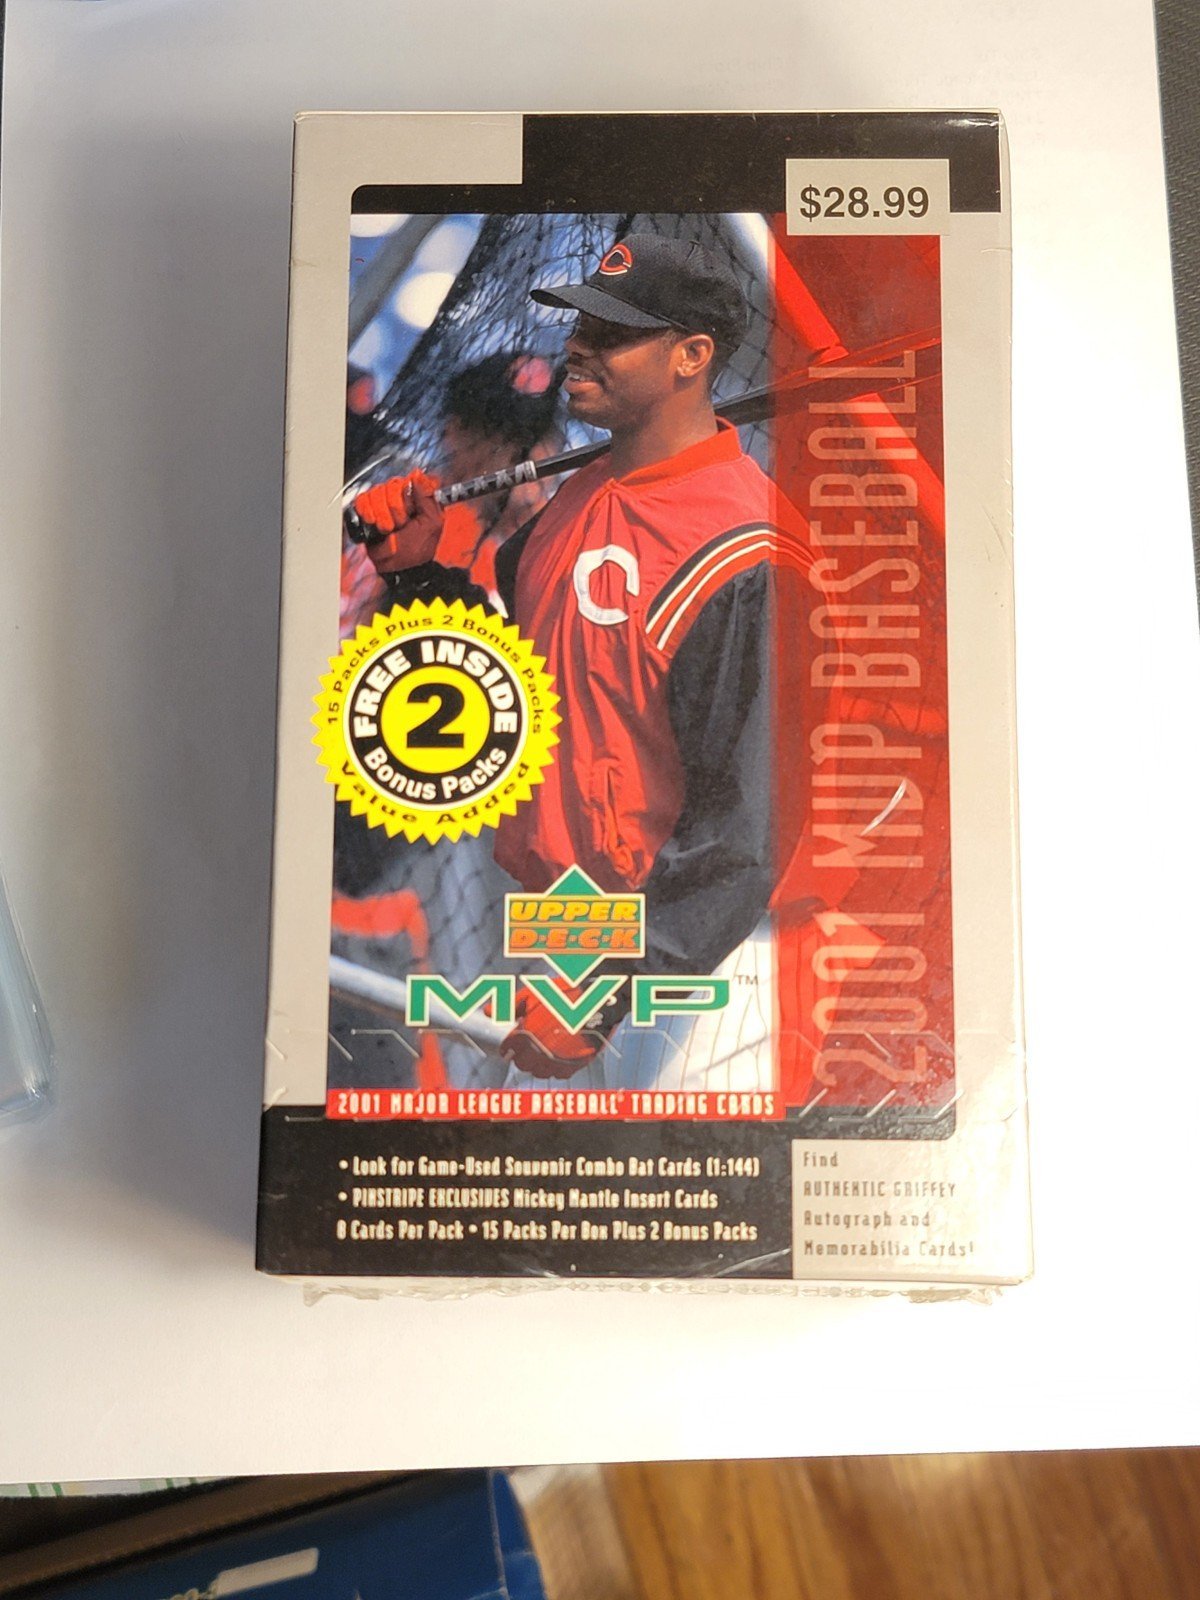 $28.99
C
C
2001 MVP BASEBALL
15 Packs Plus 2 Bonus Packs
FREE INSIDE
2
Bonus Packs
Value Added
UPPER
D·E·C·K
MVP™
2001 MAJOR LEAGUE BASEBALL® TRADING CARDS
• Look for Game-Used Souvenir Combo Bat Cards (1:144)
• PINSTRIPE EXCLUSIVES Mickey Mantle Insert Cards
8 Cards Per Pack • 15 Packs Per Box Plus 2 Bonus Packs
Find
AUTHENTIC GRIFFEY
Autograph and
Memorabilia Cards!